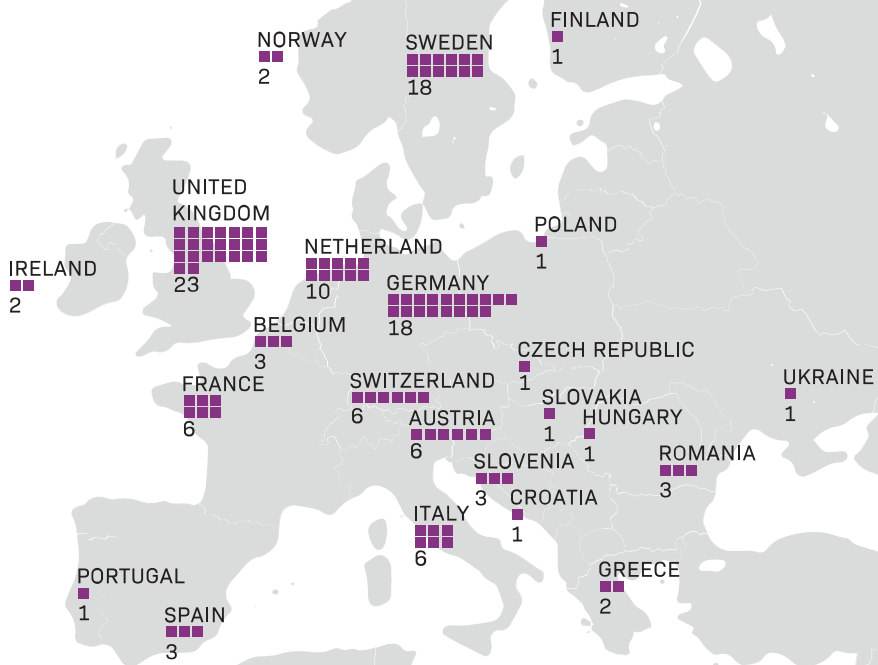 FINLAND
1
NORWAY
2
SWEDEN
18
UNITED
KINGDOM
23
POLAND
1
NETHERLAND
10
IRELAND
2
GERMANY
18
BELGIUM
3
CZECH REPUBLIC
1
FRANCE
6
SWITZERLAND
6
UKRAINE
1
SLOVAKIA
1
AUSTRIA
6
HUNGARY
1
ROMANIA
3
SLOVENIA
3
CROATIA
1
ITALY
6
PORTUGAL
1
GREECE
2
SPAIN
3